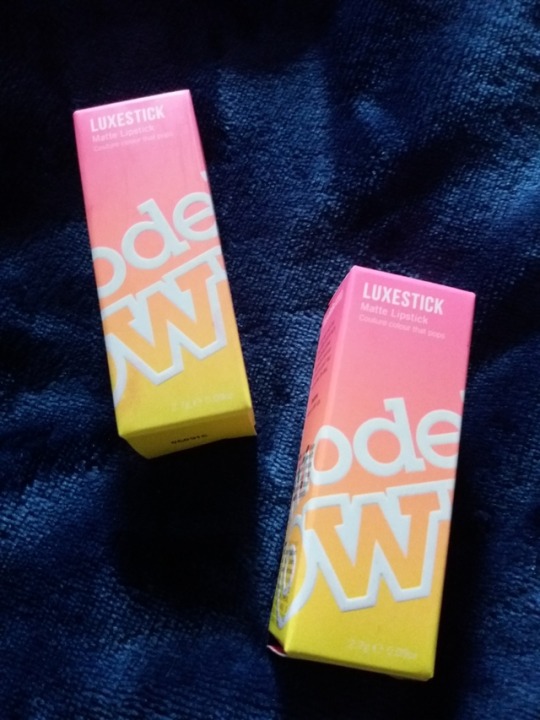 LUXESTICK
Matte Lipstick
Couture colour that pops
ode
OW
LUXESTICK
Matte Lipstick
Couture colour that pops
ode
OW